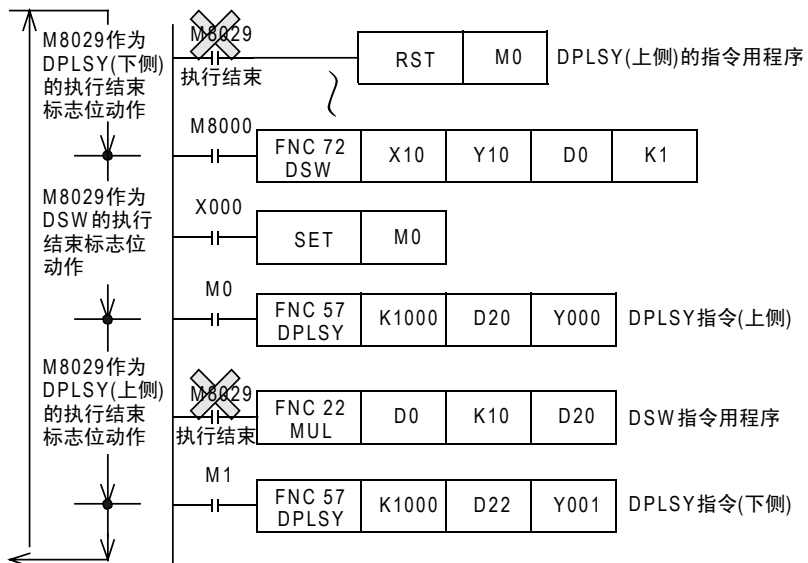 M8029作为
DPLSY(下侧)
的执行结束
标志位动作
M8029
执行结束
RST M0 DPLSY(上侧)的指令用程序
M8000
FNC 72
DSW X10 Y10 D0 K1
M8029作为
DSW的执行
结束标志位
动作
X000
SET M0
M0
FNC 57
DPLSY K1000 D20 Y000 DPLSY指令(上侧)
M8029作为
DPLSY(上侧)
的执行结束
标志位动作
M8029
执行结束
FNC 22
MUL D0 K10 D20 DSW指令用程序
M1
FNC 57
DPLSY K1000 D22 Y001 DPLSY指令(下侧)